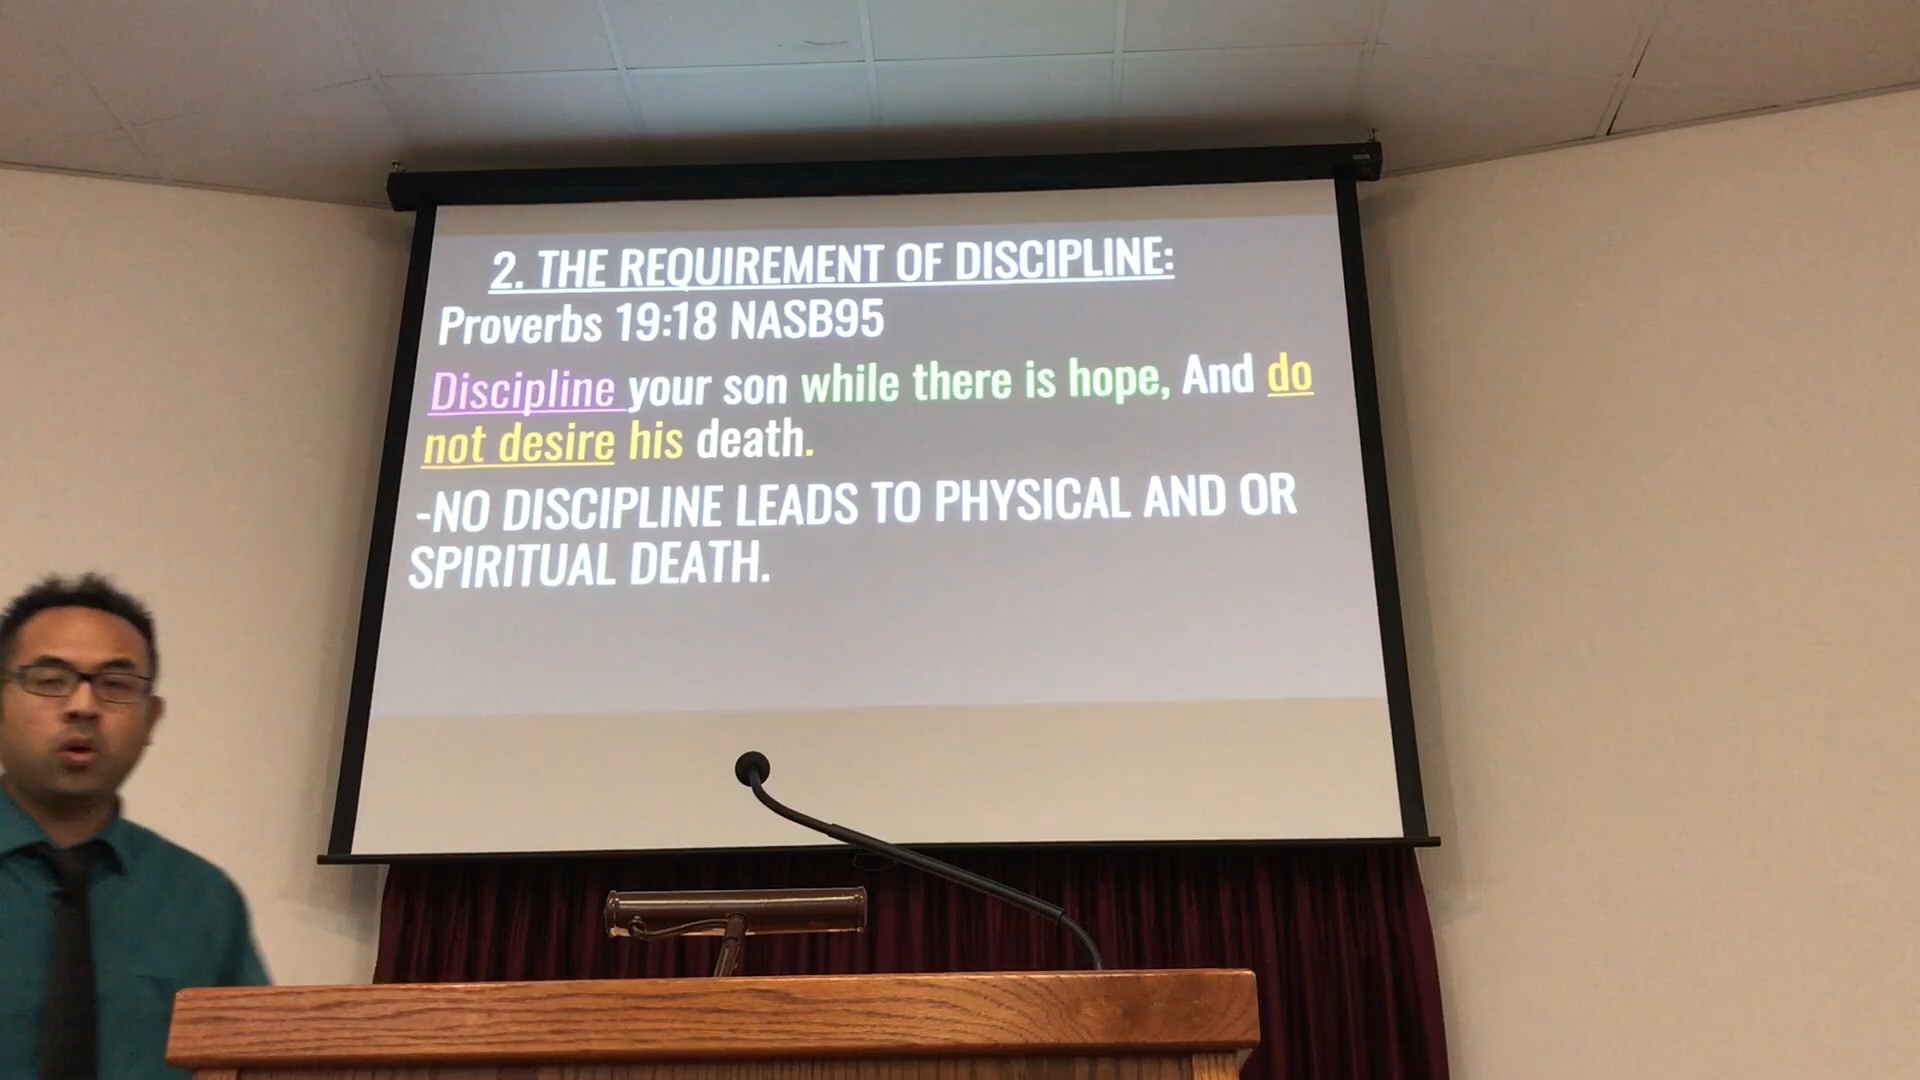 2. THE REQUIREMENT OF DISCIPLINE:
Proverbs 19:18 NASB95
Discipline your son while there is hope, And do
not desire his death.
-NO DISCIPLINE LEADS TO PHYSICAL AND OR
SPIRITUAL DEATH.